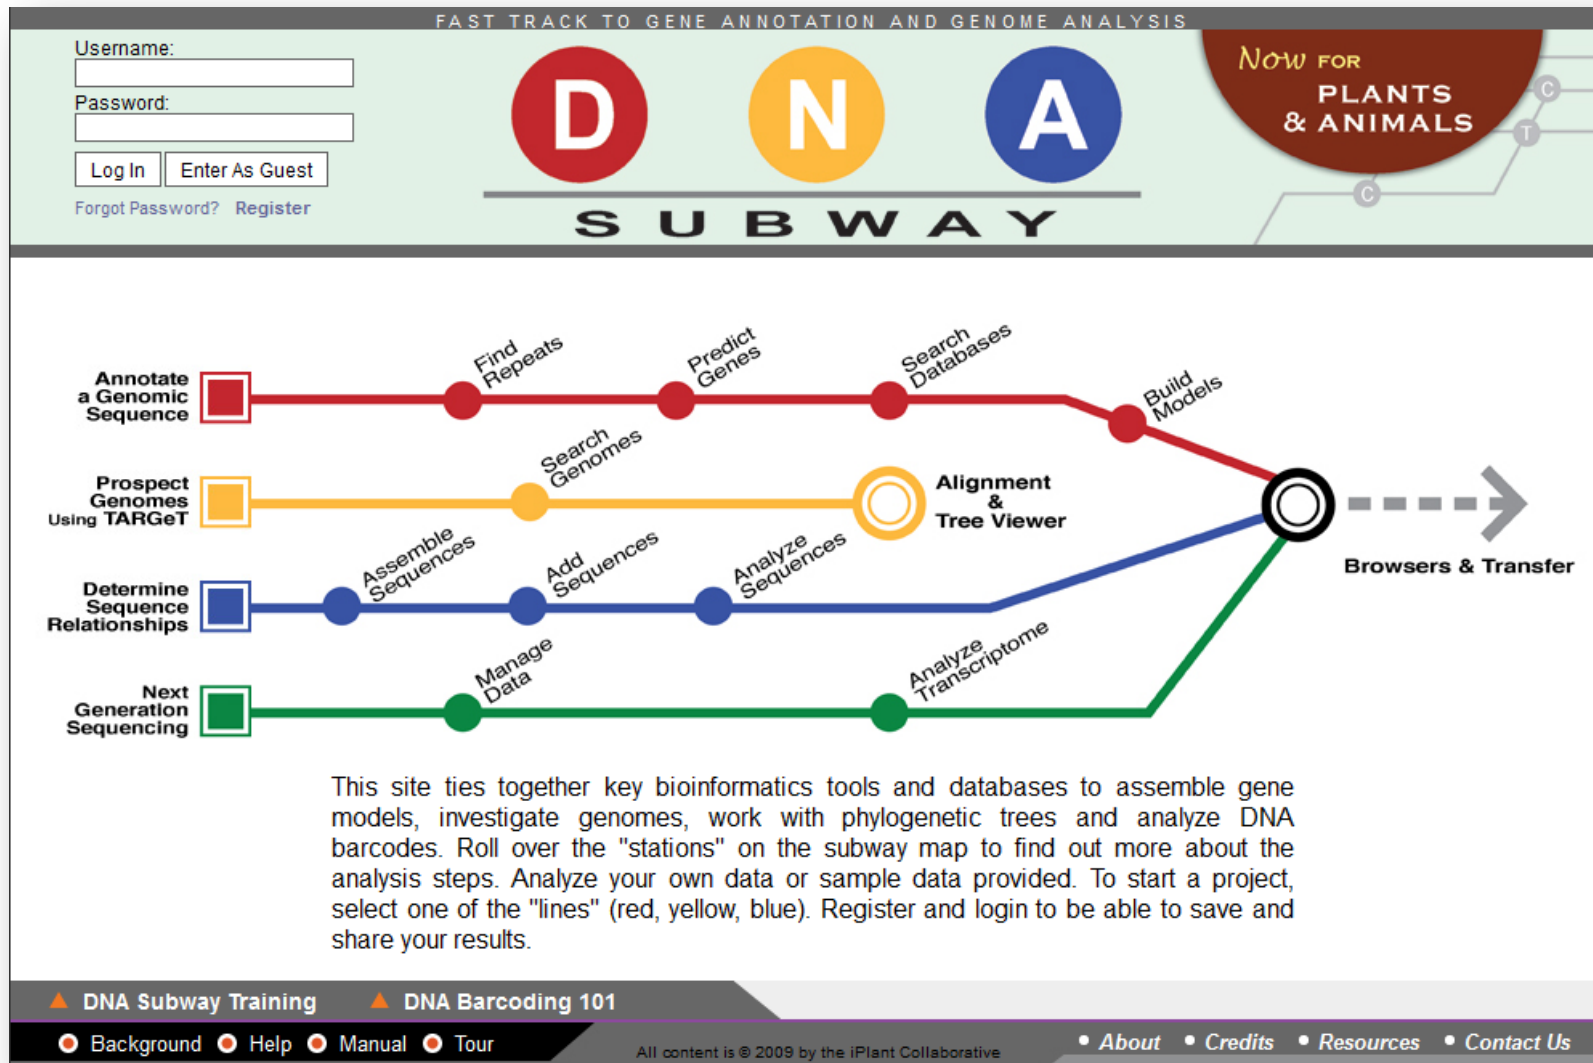 FAST TRACK TO GENE ANNOTATION AND GENOME ANALYSIS
Username:
Password:
Log In
Enter As Guest
Forgot Password?
Register
D N A
SUBWAY
Now FOR
PLANTS
& ANIMALS
C
T
C
Annotate
a Genomic
Sequence
Find
Repeats
Predict
Genes
Search
Databases
Build
Models
Prospect
Genomes
Using TARGeT
Search
Genomes
Alignment
&
Tree Viewer
Browsers & Transfer
Determine
Sequence
Relationships
Assemble
Sequences
Add
Sequences
Analyze
Sequences
Next
Generation
Sequencing
Manage
Data
Analyze
Transcriptome
This site ties together key bioinformatics tools and databases to assemble gene
models, investigate genomes, work with phylogenetic trees and analyze DNA
barcodes. Roll over the "stations" on the subway map to find out more about the
analysis steps. Analyze your own data or sample data provided. To start a project,
select one of the "lines" (red, yellow, blue). Register and login to be able to save and
share your results.
DNA Subway Training
DNA Barcoding 101
Background Help Manual Tour
All content is © 2009 by the iPlant Collaborative
• About • Credits • Resources • Contact Us